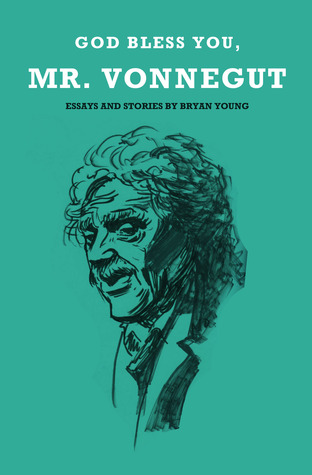 GOD BLESS YOU,
MR. VONNEGUT
ESSAYS AND STORIES BY BRYAN YOUNG